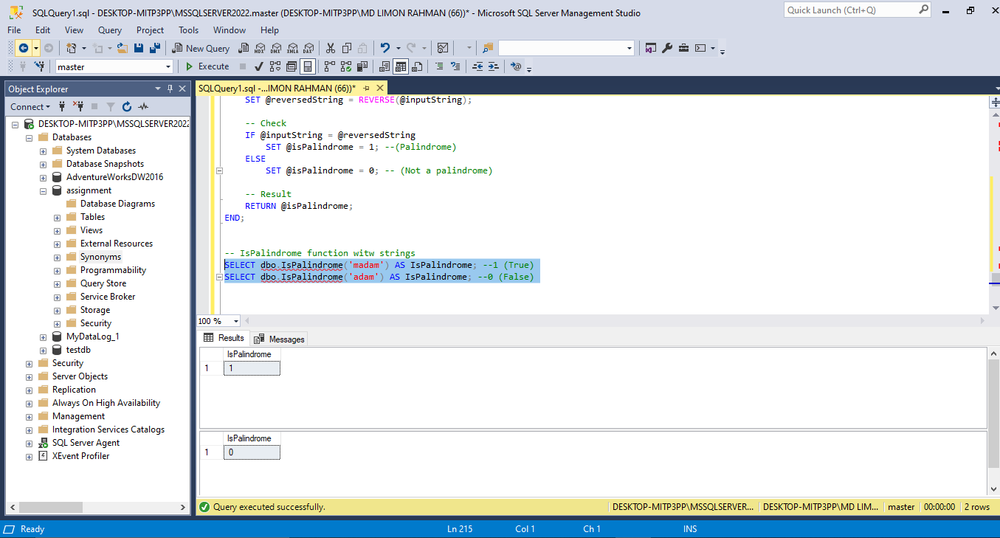 SQLQuery1.sql - DESKTOP-MITP3PP\MSSQLSERVER2022.master (DESKTOP-MITP3PP\MD LIMON RAHMAN (66))* - Microsoft SQL Server Management Studio
Quick Launch (Ctrl+Q)
File Edit View Query Project Tools Window Help
New Query MDX DMX XMLA DAX
master Execute
Object Explorer
Connect
DESKTOP-MITP3PP\MSSQLSERVER2022
Databases
System Databases
Database Snapshots
AdventureWorksDW2016
assignment
Database Diagrams
Tables
Views
External Resources
Synonyms
Programmability
Query Store
Service Broker
Storage
Security
MyDataLog_1
testdb
Security
Server Objects
Replication
Always On High Availability
Management
Integration Services Catalogs
SQL Server Agent
XEvent Profiler
SQLQuery1.sql -...IMON RAHMAN (66))*
SET @reversedString = REVERSE(@inputString);
-- Check
IF @inputString = @reversedString
SET @isPalindrome = 1; --(Palindrome)
ELSE
SET @isPalindrome = 0; -- (Not a palindrome)
-- Result
RETURN @isPalindrome;
END;
-- IsPalindrome function witw strings
SELECT dbo.IsPalindrome('madam') AS IsPalindrome; --1 (True)
SELECT dbo.IsPalindrome('adam') AS IsPalindrome; --0 (False)
100 %
Results Messages
IsPalindrome
1 1
IsPalindrome
1 0
Query executed successfully. DESKTOP-MITP3PP\MSSQLSERVER... DESKTOP-MITP3PP\MD LIM... master 00:00:00 2 rows
Ready Ln 215 Col 1 Ch 1 INS